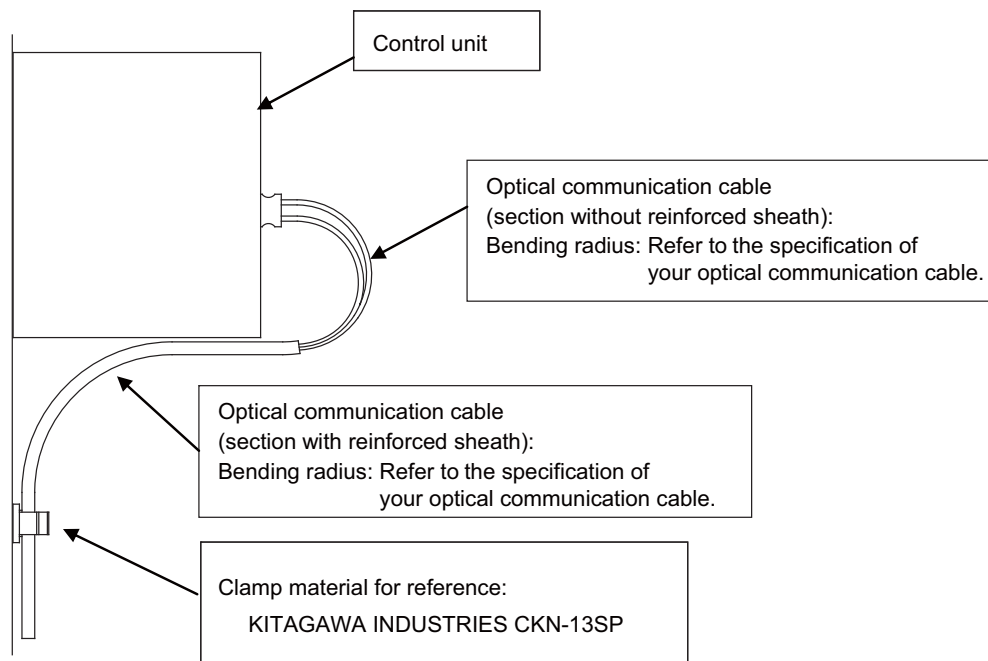 Control unit
Optical communication cable
(section without reinforced sheath):
Bending radius: Refer to the specification of
your optical communication cable.
Optical communication cable
(section with reinforced sheath):
Bending radius: Refer to the specification of
your optical communication cable.
Clamp material for reference:
KITAGAWA INDUSTRIES CKN-13SP